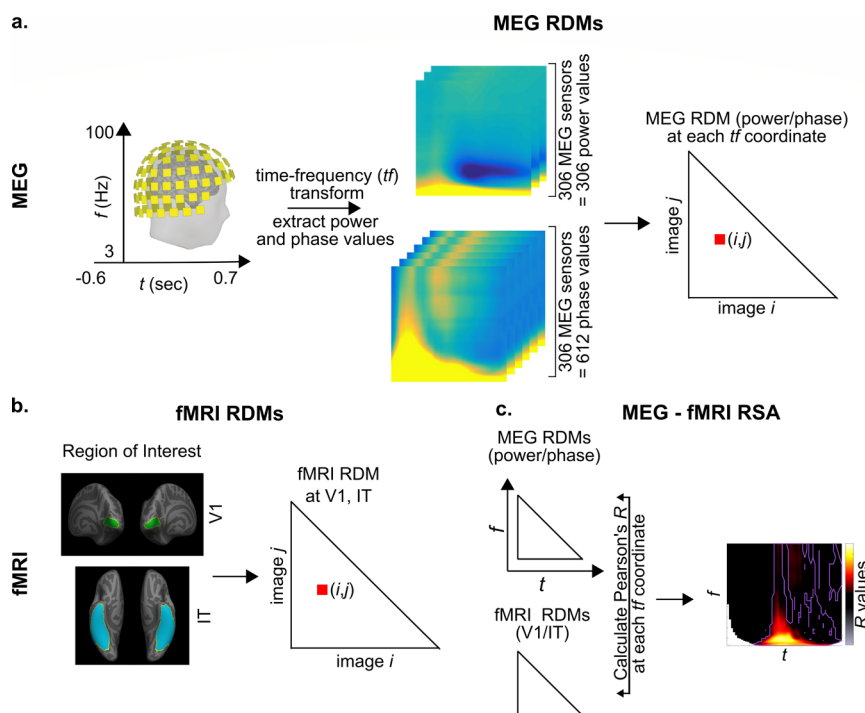 a.
MEG RDMs
MEG
100
f (Hz)
3
-0.6
t (sec)
0.7
time-frequency (tf)
transform
extract power
and phase values
306 MEG sensors
= 306 power values
306 MEG sensors
= 612 phase values
MEG RDM (power/phase)
at each tf coordinate
image j
(i,j)
image i
b.
fMRI RDMs
fMRI
Region of Interest
V1
IT
fMRI RDM
at V1, IT
image j
(i,j)
image i
c.
MEG - fMRI RSA
MEG RDMs
(power/phase)
f
t
fMRI RDMs
(V1/IT)
Calculate Pearson's R
at each tf coordinate
f
t
R values